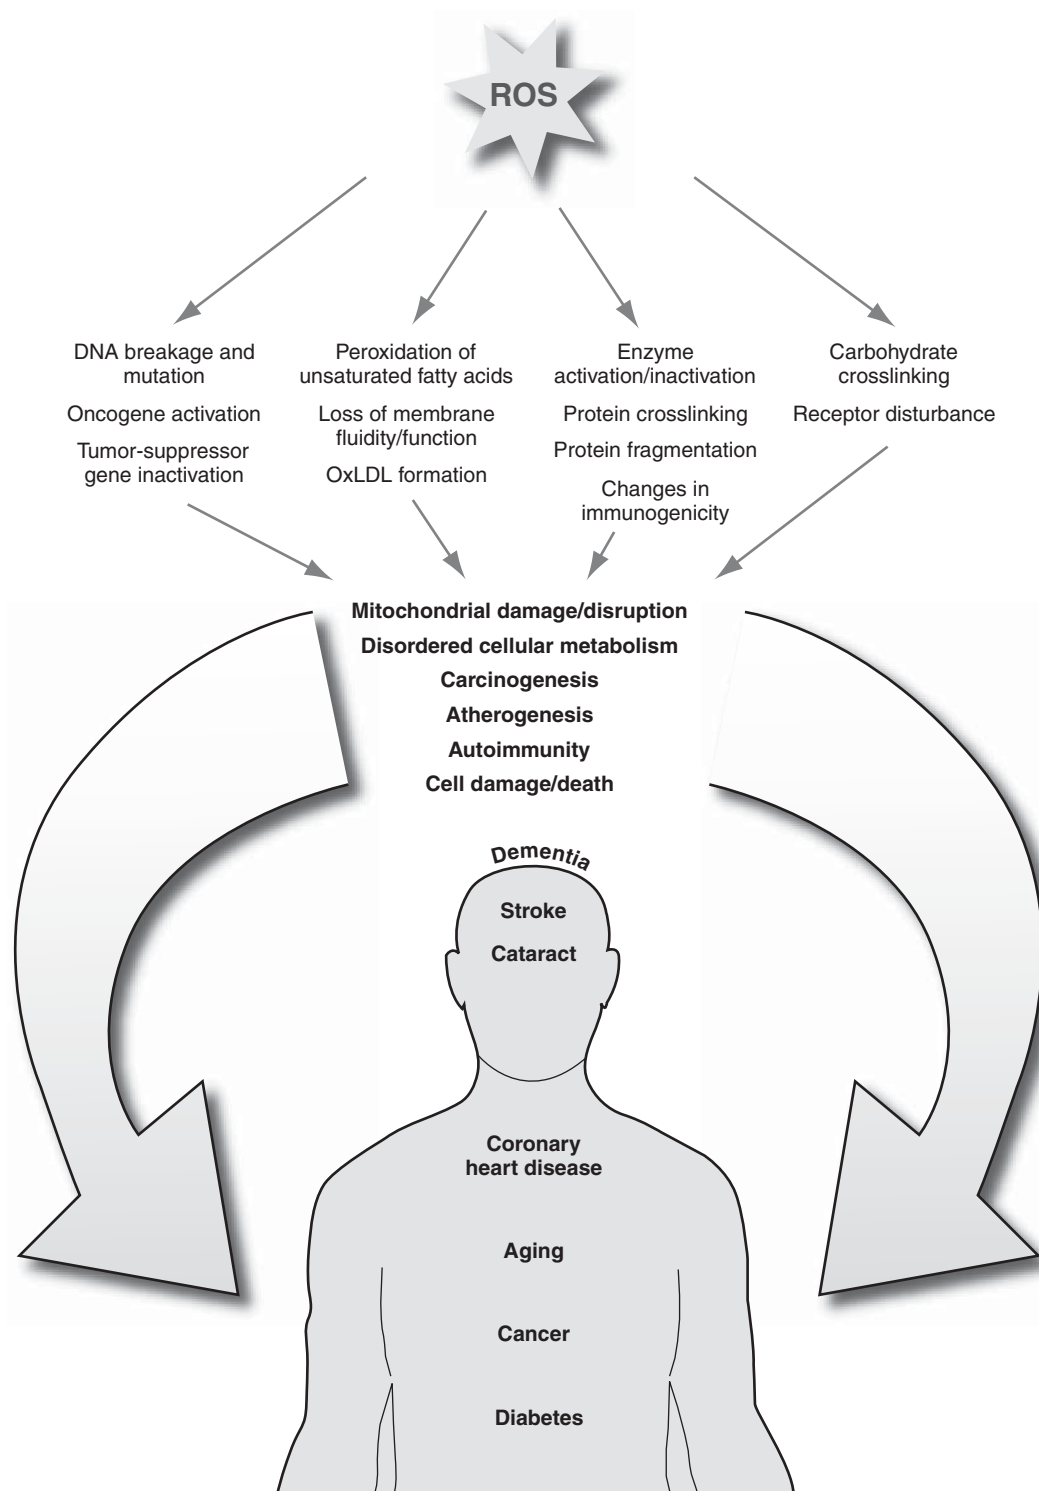 ROS
DNA breakage and
mutation
Oncogene activation
Tumor-suppressor
gene inactivation
Peroxidation of
unsaturated fatty acids
Loss of membrane
fluidity/function
OxLDL formation
Enzyme
activation/inactivation
Protein crosslinking
Protein fragmentation
Changes in
immunogenicity
Carbohydrate
crosslinking
Receptor disturbance
Mitochondrial damage/disruption
Disordered cellular metabolism
Carcinogenesis
Atherogenesis
Autoimmunity
Cell damage/death
Dementia
Stroke
Cataract
Coronary
heart disease
Aging
Cancer
Diabetes